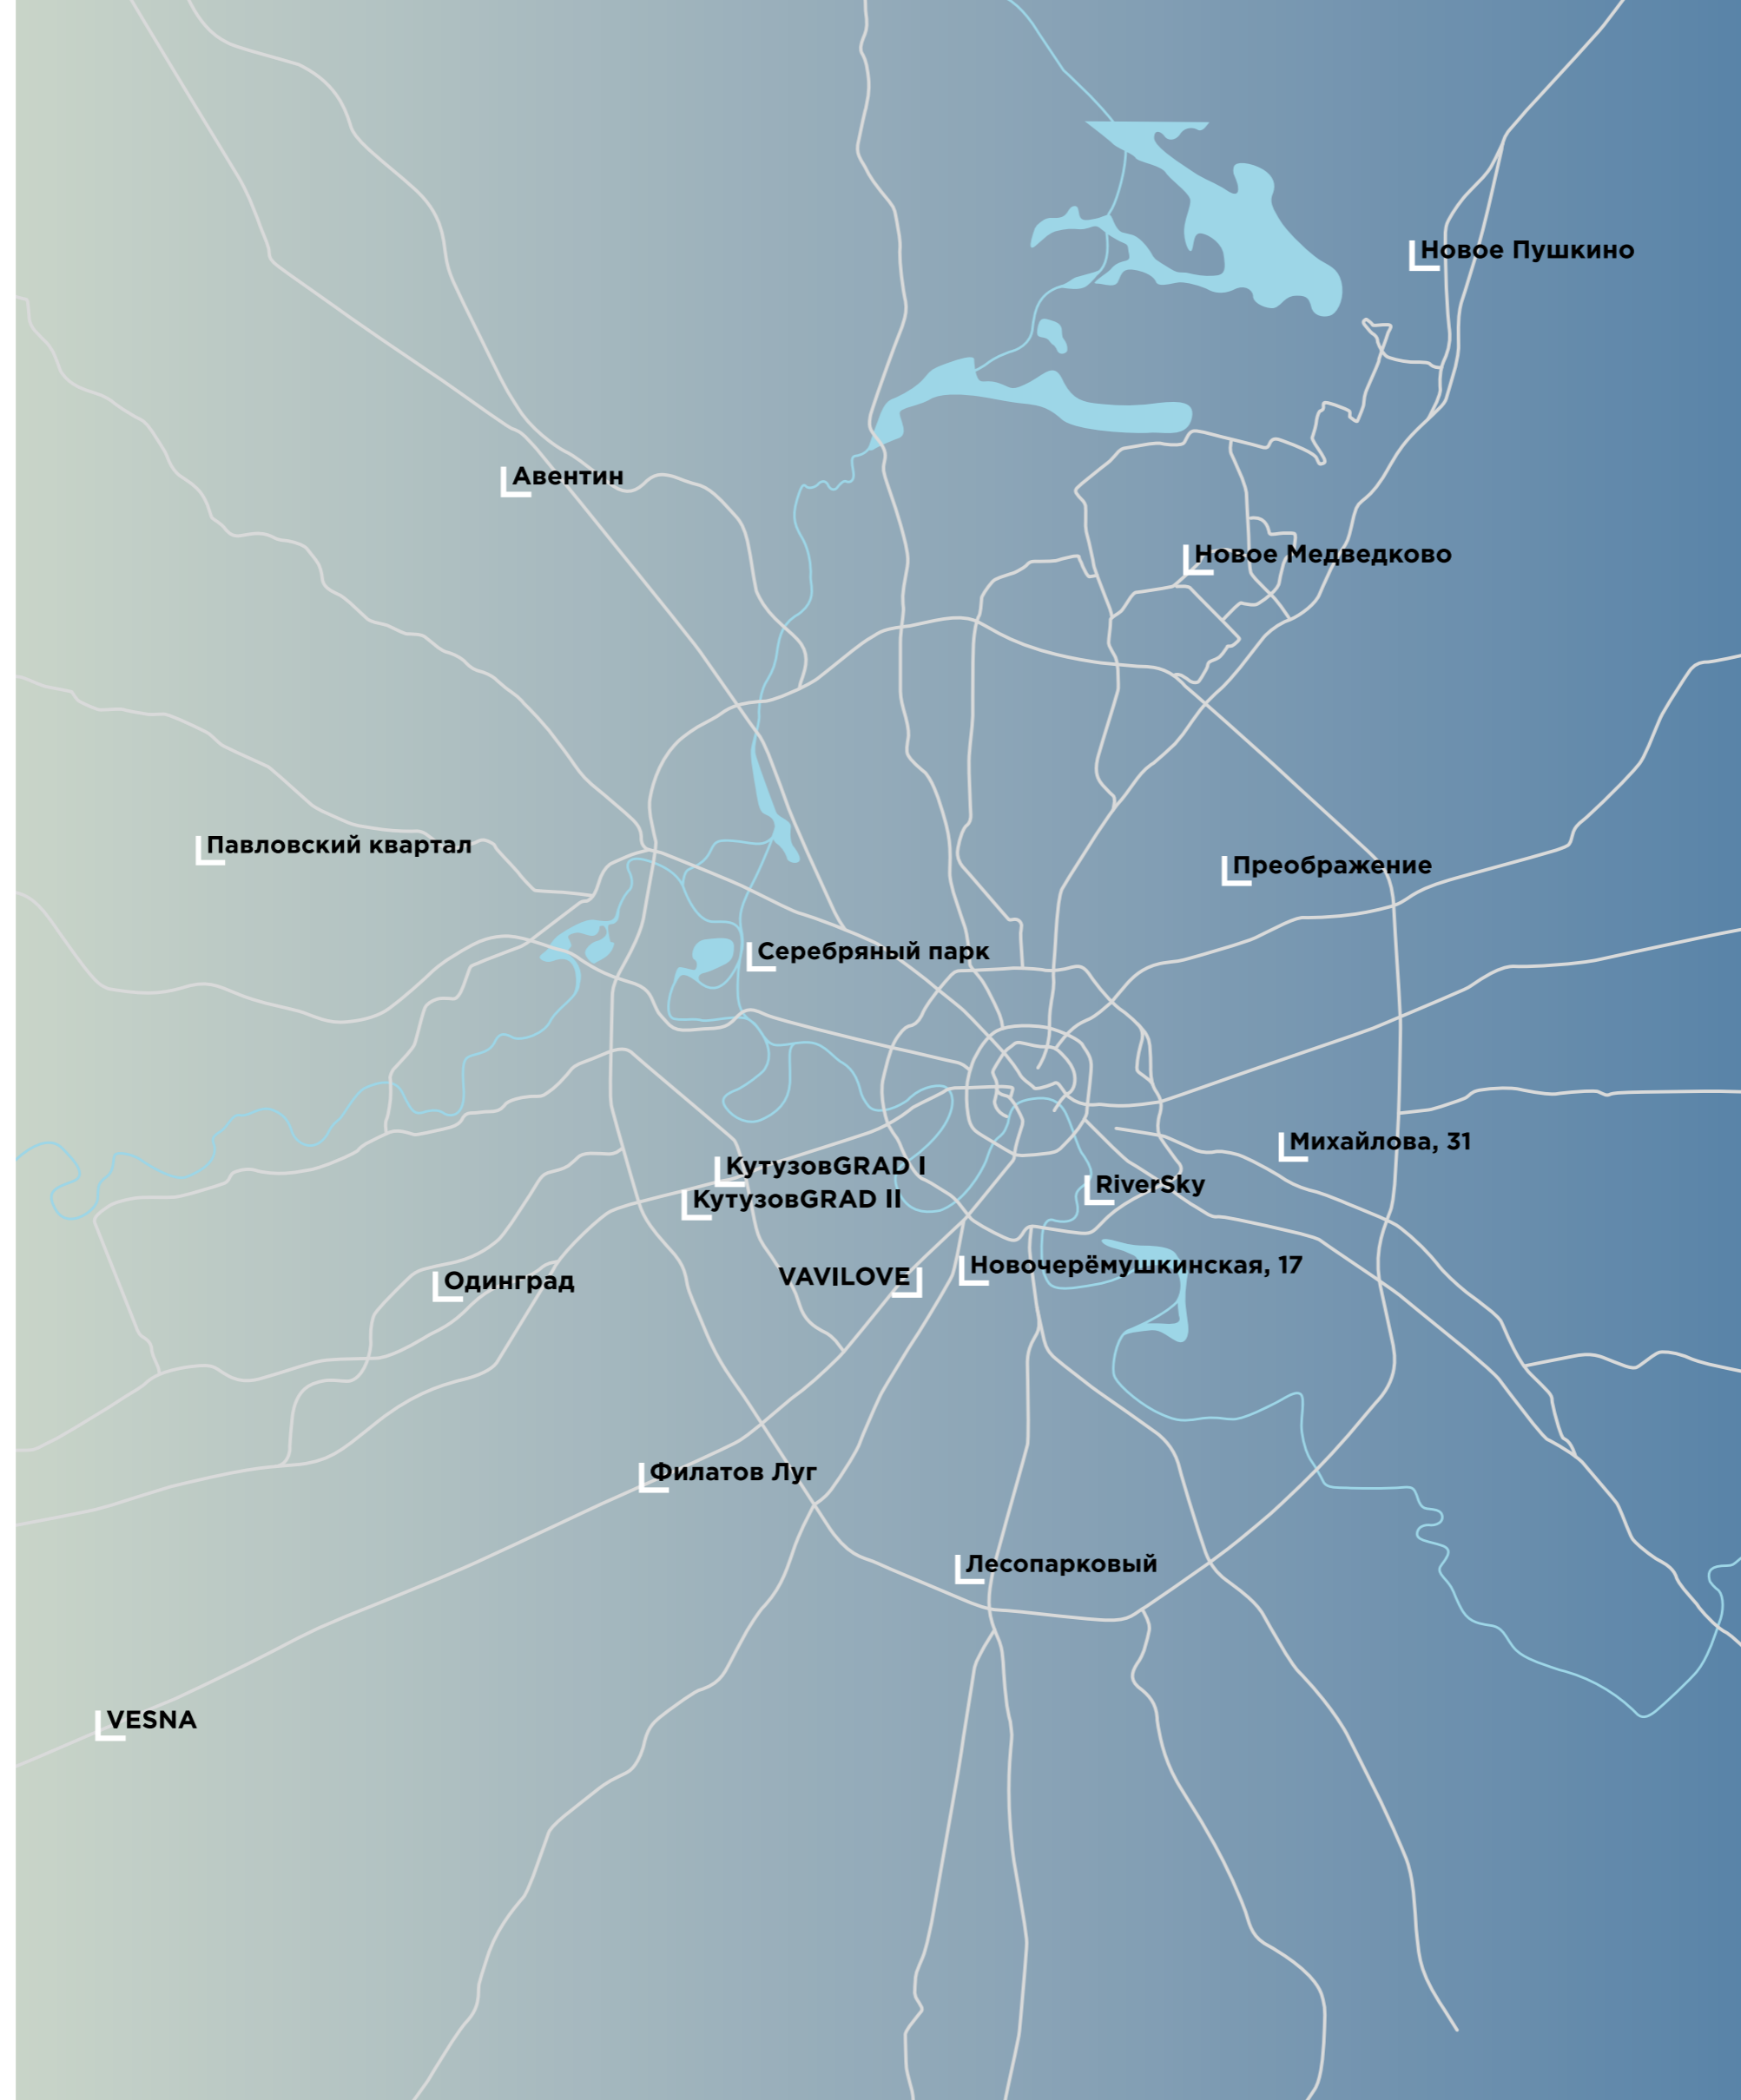 Новое Пушкино
Авентин
Новое Медведково
Павловский квартал
Преображение
Серебряный парк
Михайлова, 31
КутузовGRAD I
RiverSky
КутузовGRAD II
Новочерёмушкинская, 17
VAVILOVE
Одинград
Филатов Луг
Лесопарковый
VESNA